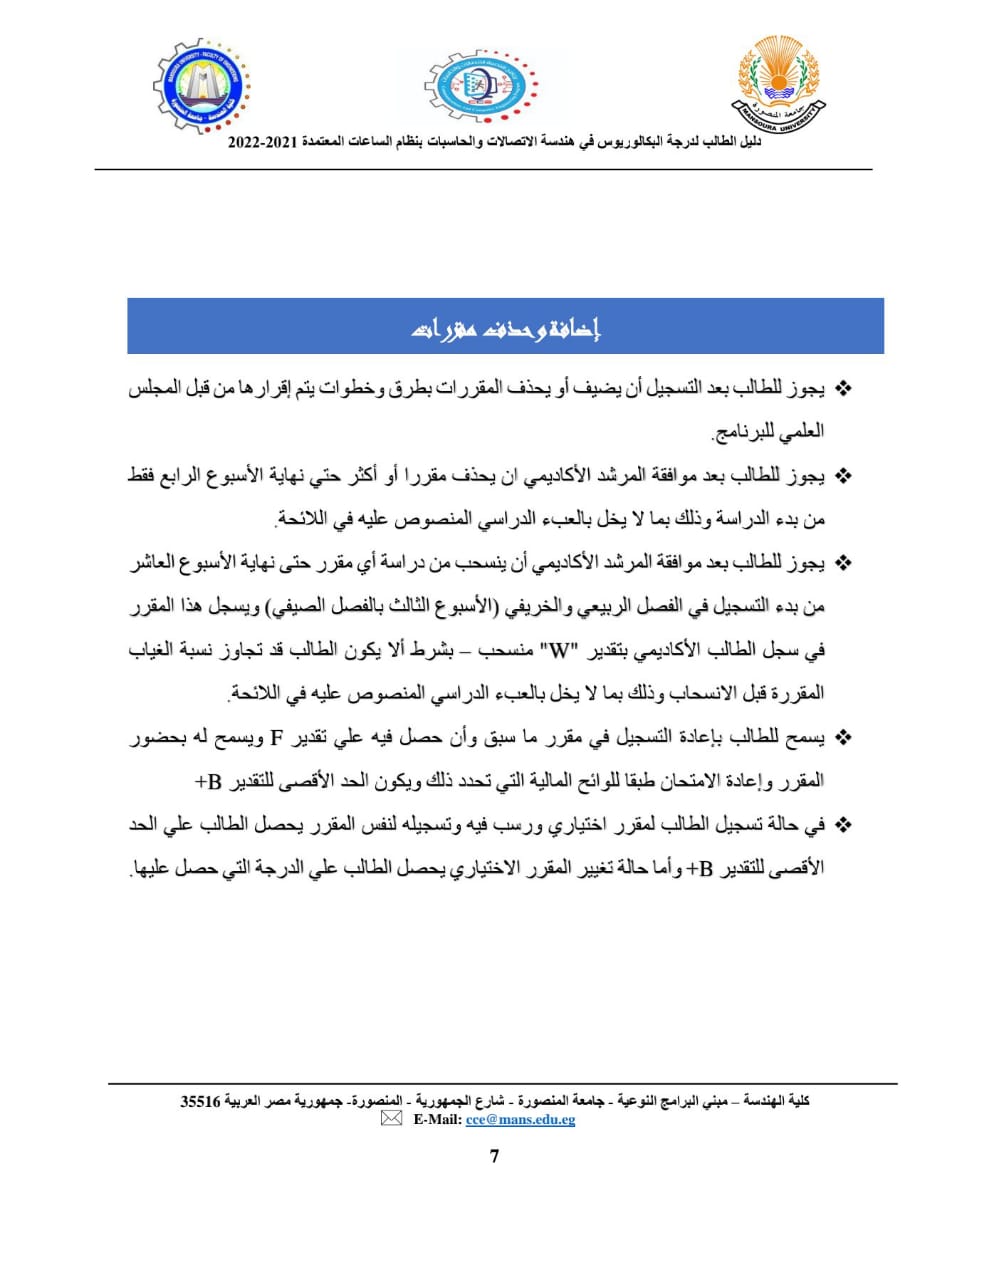 MANSOURA UNIVERSITY - FACULTY OF ENGINEERING
كلية الهندسة - جامعة المنصورة
جامعة المنصورة
MANSOURA UNIVERSITY
دليل الطالب لدرجة البكالوريوس في هندسة الاتصالات والحاسبات بنظام الساعات المعتمدة 2021-2022
إضافة وحذف مقررات
❖ يجوز للطالب بعد التسجيل أن يضيف أو يحذف المقررات بطرق وخطوات يتم إقرارها من قبل المجلس
العلمي للبرنامج.
❖ يجوز للطالب بعد موافقة المرشد الأكاديمي ان يحذف مقررا أو أكثر حتي نهاية الأسبوع الرابع فقط
من بدء الدراسة وذلك بما لا يخل بالعبء الدراسي المنصوص عليه في اللائحة.
❖ يجوز للطالب بعد موافقة المرشد الأكاديمي أن ينسحب من دراسة أي مقرر حتى نهاية الأسبوع العاشر
من بدء التسجيل في الفصل الربيعي والخريفي (الأسبوع الثالث بالفصل الصيفي) ويسجل هذا المقرر
في سجل الطالب الأكاديمي بتقدير "W" منسحب – بشرط ألا يكون الطالب قد تجاوز نسبة الغياب
المقررة قبل الانسحاب وذلك بما لا يخل بالعبء الدراسي المنصوص عليه في اللائحة.
❖ يسمح للطالب بإعادة التسجيل في مقرر ما سبق وأن حصل فيه علي تقدير F ويسمح له بحضور
المقرر وإعادة الامتحان طبقا للوائح المالية التي تحدد ذلك ويكون الحد الأقصى للتقدير B+
❖ في حالة تسجيل الطالب لمقرر اختياري ورسب فيه وتسجيله لنفس المقرر يحصل الطالب علي الحد
الأقصى للتقدير B+ وأما حالة تغيير المقرر الاختياري يحصل الطالب علي الدرجة التي حصل عليها.
كلية الهندسة – مبني البرامج النوعية - جامعة المنصورة - شارع الجمهورية - المنصورة- جمهورية مصر العربية 35516
E-Mail: cce@mans.edu.eg
7